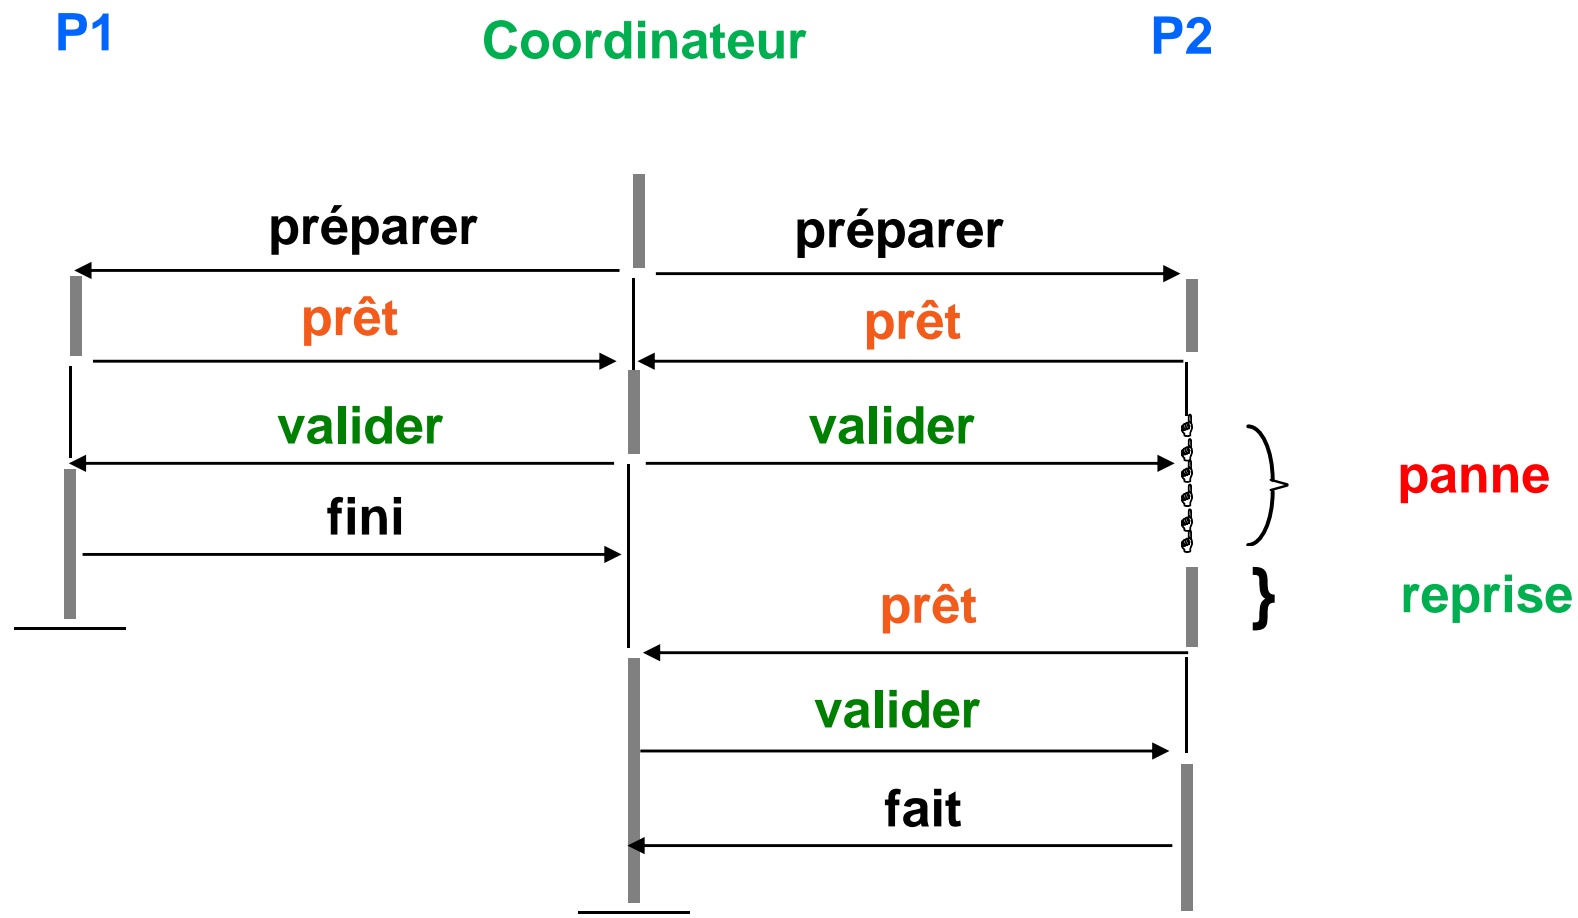 P1
Coordinateur
P2
préparer
préparer
prêt
prêt
valider
valider
panne
fini
reprise
prêt
valider
fait